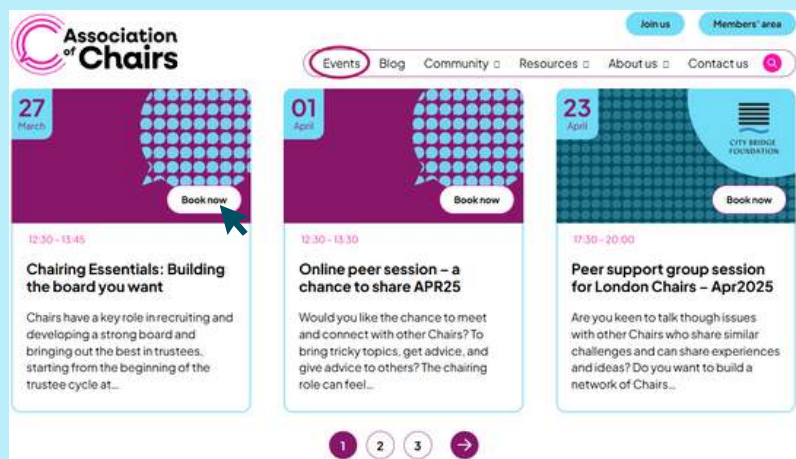 Association
of Chairs
Join us
Members' area
Events Blog Community Resources About us Contact us
27
March
Book now
12:30 - 13:45
Chairing Essentials: Building
the board you want
Chairs have a key role in recruiting and
developing a strong board and
bringing out the best in trustees,
starting from the beginning of the
trustee cycle at...
01
April
Book now
12:30 - 13:30
Online peer session – a
chance to share APR25
Would you like the chance to meet
and connect with other Chairs? To
bring tricky topics, get advice, and
give advice to others? The chairing
role can feel...
23
April
CITY BRIDGE
FOUNDATION
Book now
17:30 - 20:00
Peer support group session
for London Chairs – Apr2025
Are you keen to talk though issues
with other Chairs who share similar
challenges and can share experiences
and ideas? Do you want to build a
network of Chairs...
1 2 3